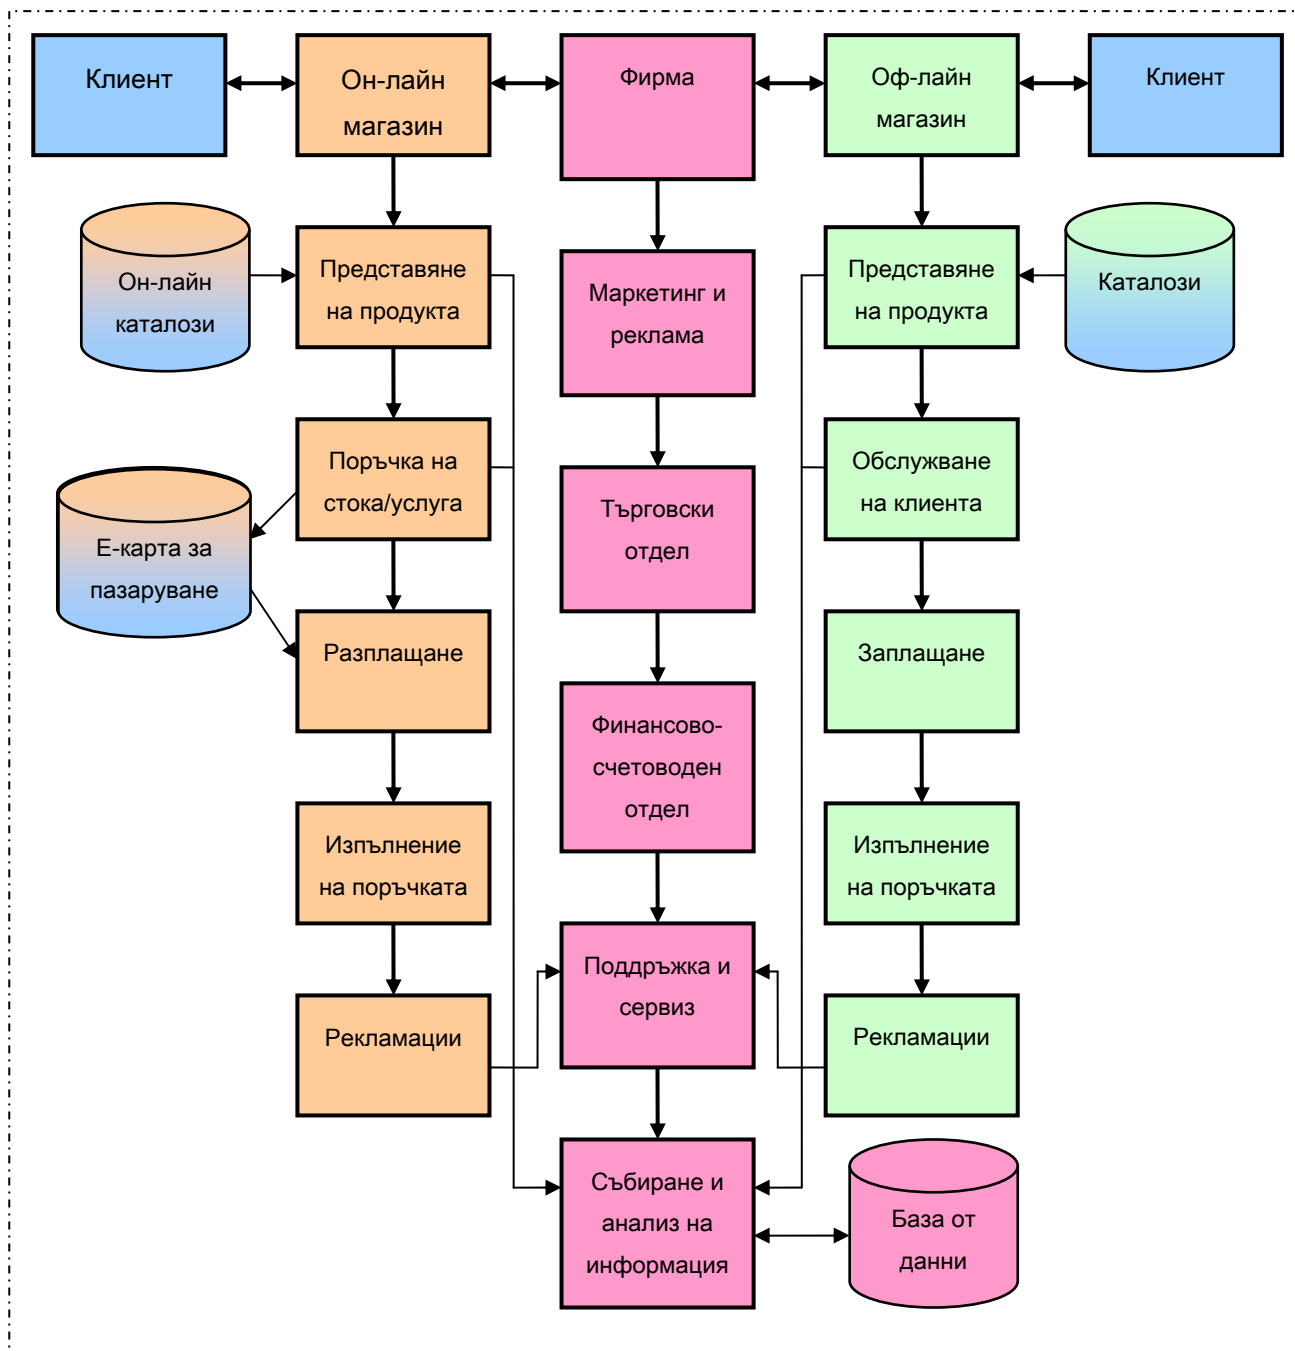 Клиент
Он-лайн
магазин
Фирма
Оф-лайн
магазин
Клиент
Он-лайн
каталози
Представяне
на продукта
Маркетинг и
реклама
Представяне
на продукта
Каталози
Поръчка на
стока/услуга
Е-карта за
пазаруване
Търговски
отдел
Обслужване
на клиента
Разплащане
Финансово-
счетоводен
отдел
Заплащане
Изпълнение
на поръчката
Изпълнение
на поръчката
Поддръжка и
сервиз
Рекламации
Рекламации
Събиране и
анализ на
информация
База от
данни